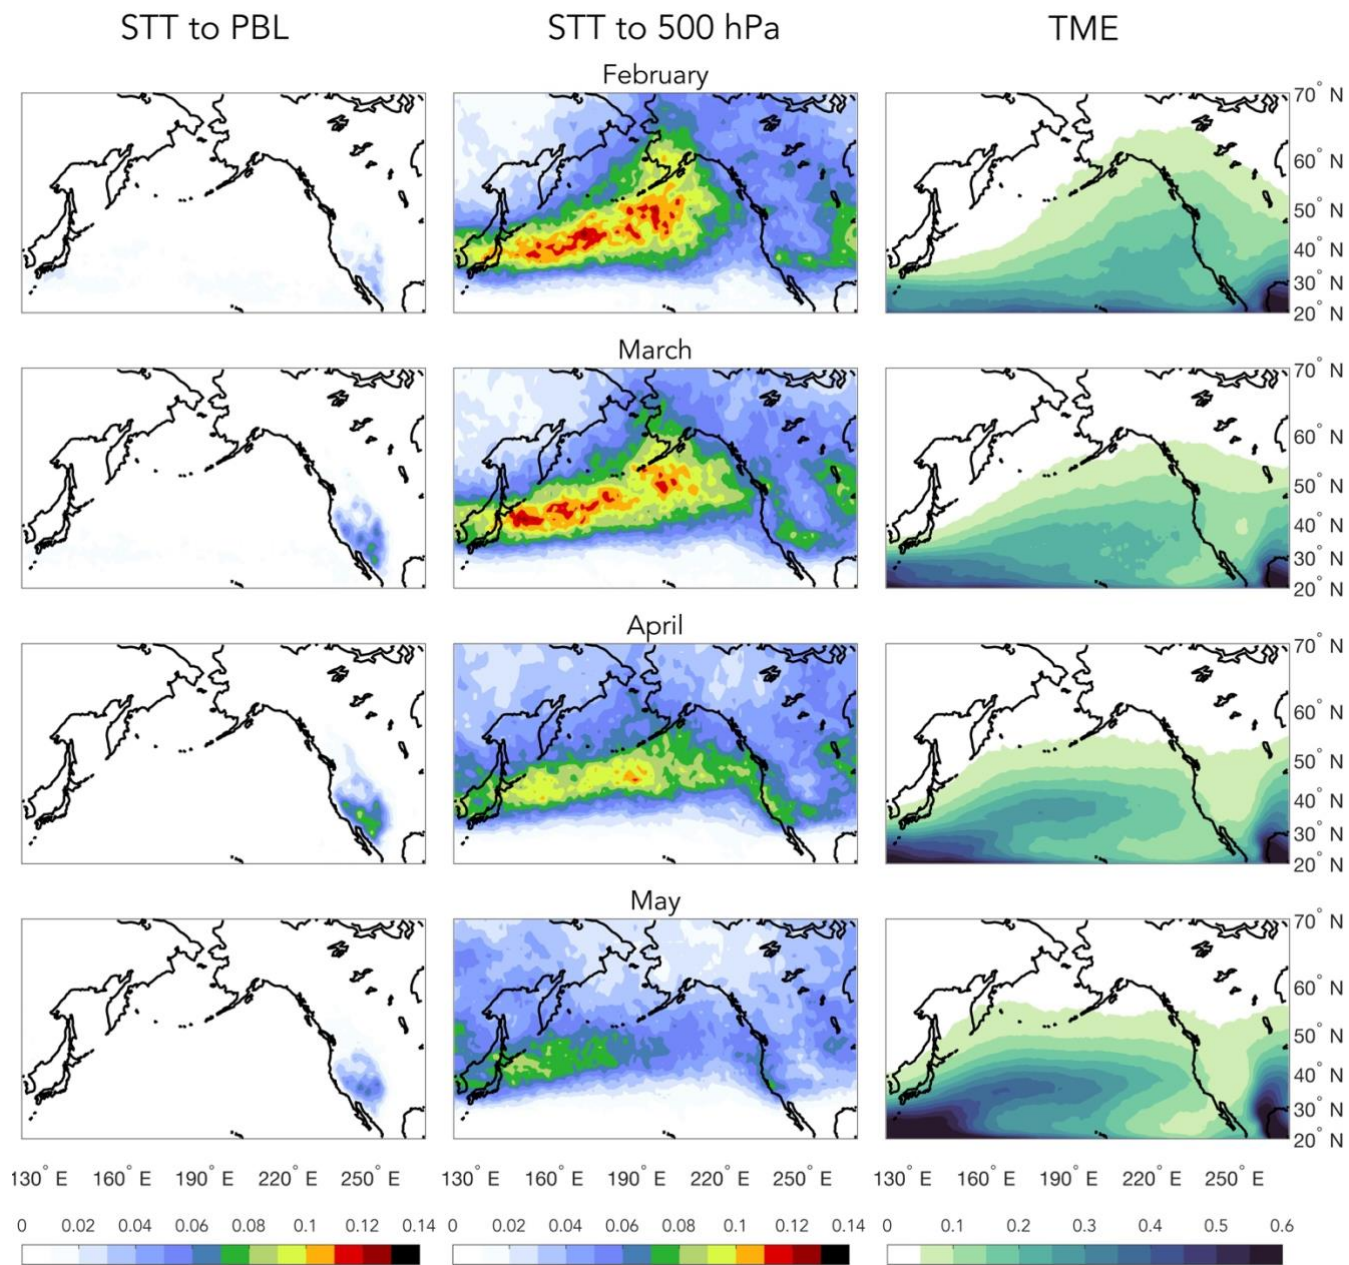 STT to PBL STT to 500 hPa TME
February
70° N
60° N
50° N
40° N
30° N
20° N
March
70° N
60° N
50° N
40° N
30° N
20° N
April
70° N
60° N
50° N
40° N
30° N
20° N
May
70° N
60° N
50° N
40° N
30° N
20° N
130° E 160° E 190° E 220° E 250° E 130° E 160° E 190° E 220° E 250° E 130° E 160° E 190° E 220° E 250° E
0 0.02 0.04 0.06 0.08 0.1 0.12 0.14 0 0.02 0.04 0.06 0.08 0.1 0.12 0.14 0 0.1 0.2 0.3 0.4 0.5 0.6